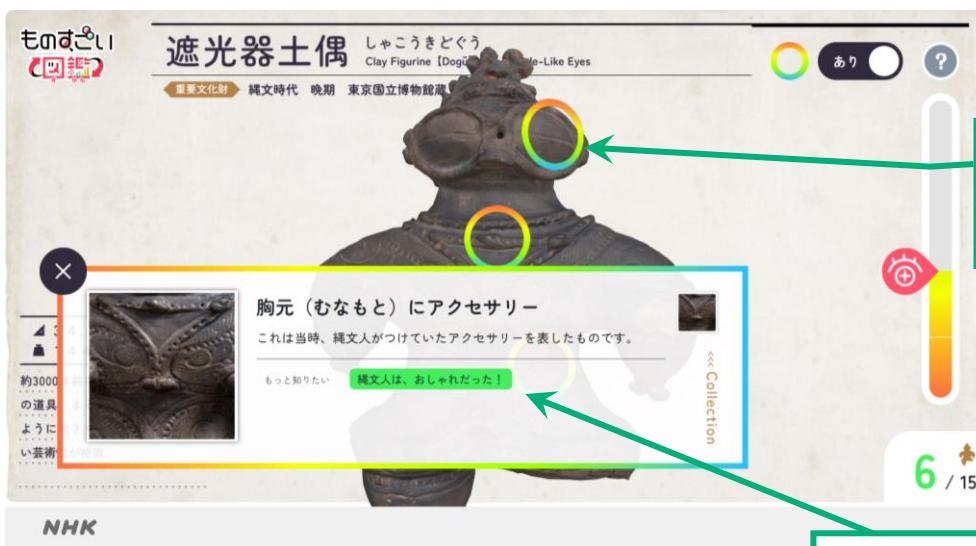 ものすごい
図鑑
遮光器土偶 しゃこうきどぐう
Clay Figurine [Dogū] -Like Eyes
重要文化財 縄文時代 晩期 東京国立博物館蔵
あり
?
胸元（むなもと）にアクセサリー
これは当時、縄文人がつけていたアクセサリーを表したものです。
もっと知りたい 縄文人は、おしゃれだった！
<<< Collection
約3000
の道具
ように
い芸術
6 / 15
NHK